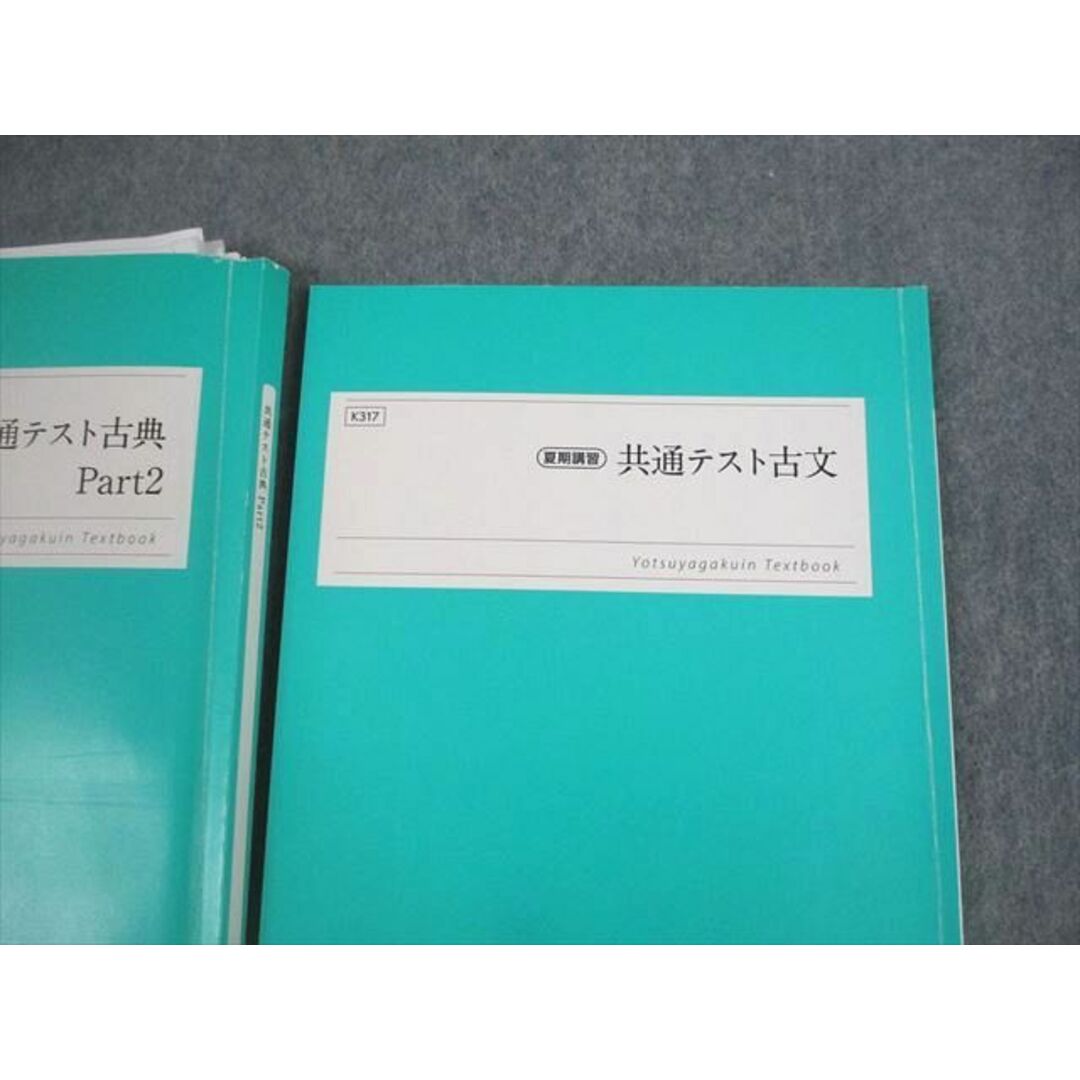 通テスト古典
Part2
yagakuin Textbook
共通テスト古典 Part2
K317
夏期講習 共通テスト古文
Yotsuyagakuin Textbook